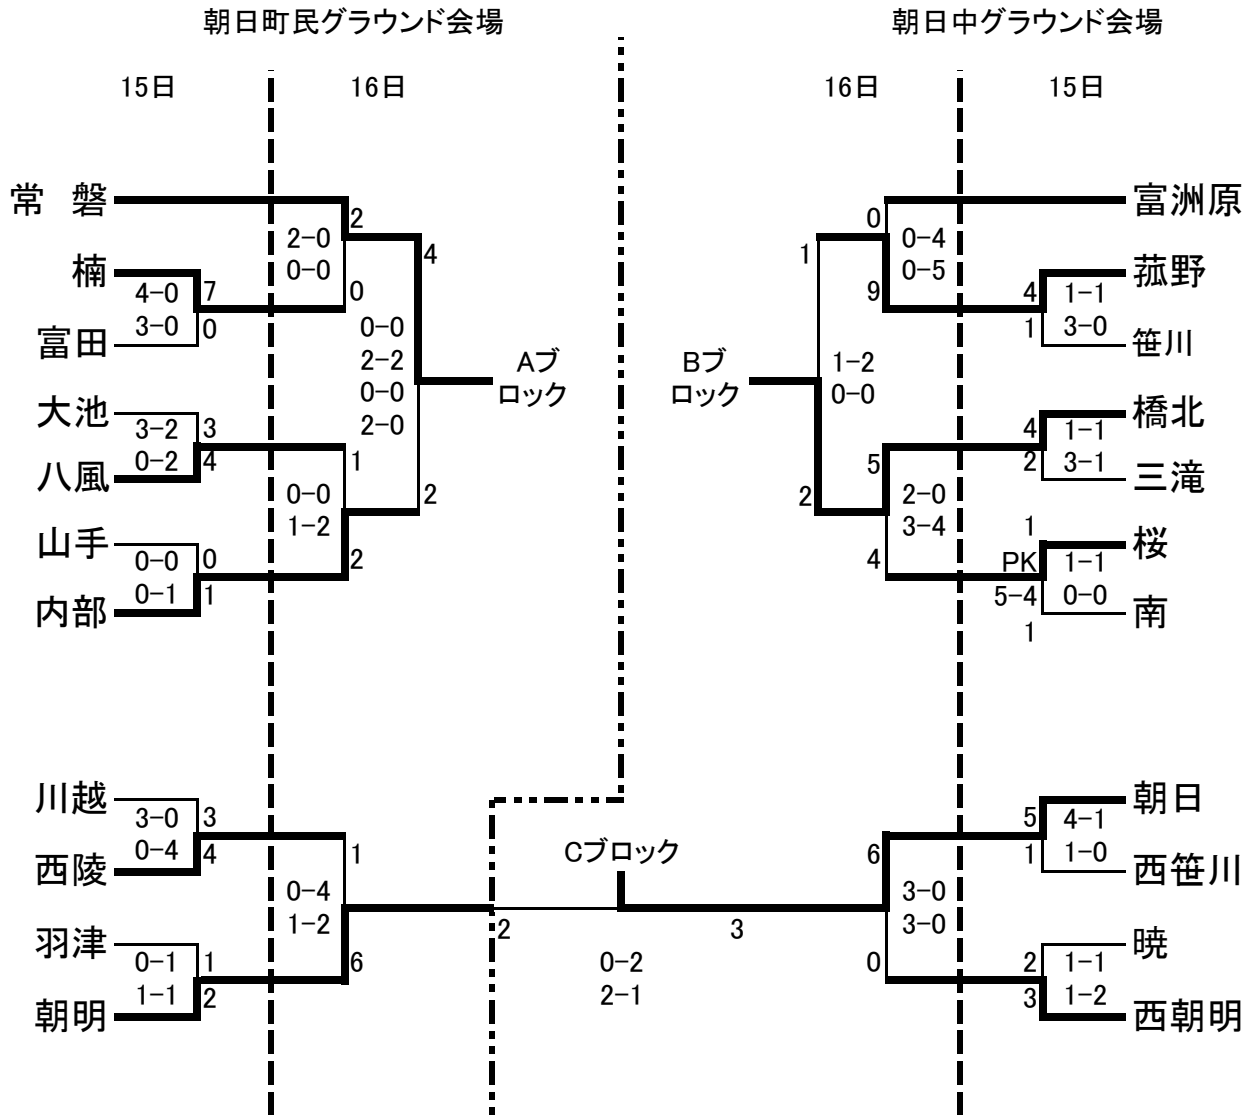 朝日町民グラウンド会場
朝日中グラウンド会場
15日
16日
16日
15日
常 磐
楠
富田
大池
八風
山手
内部
4-0
3-0
7
0
3-2
0-2
3
4
0-0
0-1
0
1
2-0
0-0
2
0
0-0
1-2
1
2
4
0-0
2-2
0-0
2-0
2
Aブ
ロック
Bブ
ロック
1
1-2
0-0
2
0
0-4
0-5
9
5
2-0
3-4
4
4
1-1
1
3-0
4
1-1
2
3-1
1
PK
1-1
5-4
0-0
1
富洲原
菰野
笹川
橋北
三滝
桜
南
川越
西陵
羽津
朝明
3-0
0-4
3
4
0-1
1-1
1
2
1
0-4
1-2
6
Cブロック
2
3
0-2
2-1
6
3-0
3-0
0
5
4-1
1
1-0
2
1-1
3
1-2
朝日
西笹川
暁
西朝明